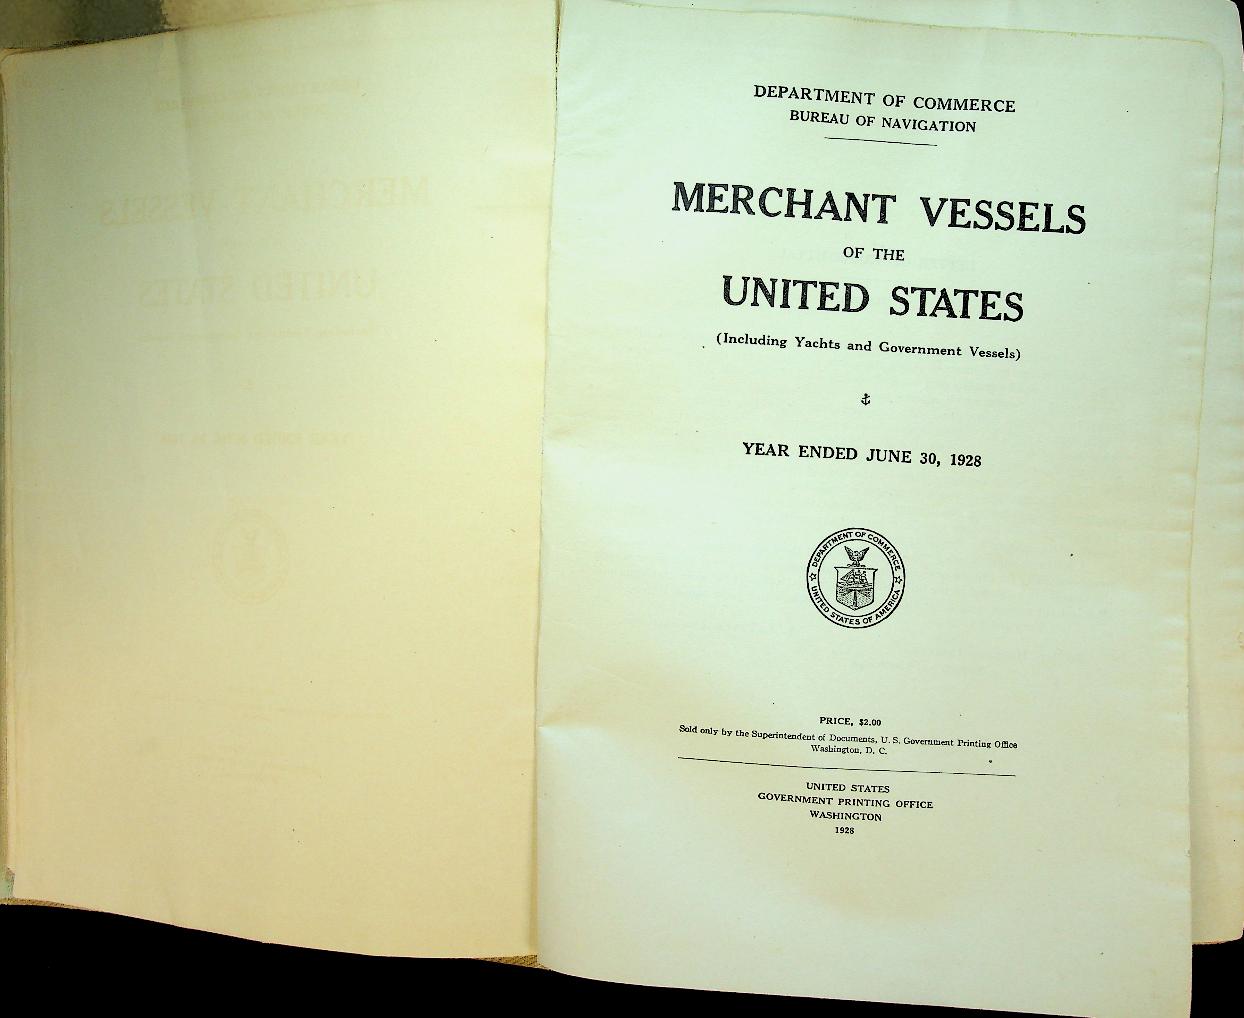 DEPARTMENT OF COMMERCE
BUREAU OF NAVIGATION
MERCHANT VESSELS
OF THE
UNITED STATES
(Including Yachts and Government Vessels)
YEAR ENDED JUNE 30, 1928
DEPARTMENT OF COMMERCE
UNITED STATES OF AMERICA
PRICE, $2.00
Sold only by the Superintendent of Documents, U. S. Government Printing Office
Washington, D. C.
UNITED STATES
GOVERNMENT PRINTING OFFICE
WASHINGTON
1928